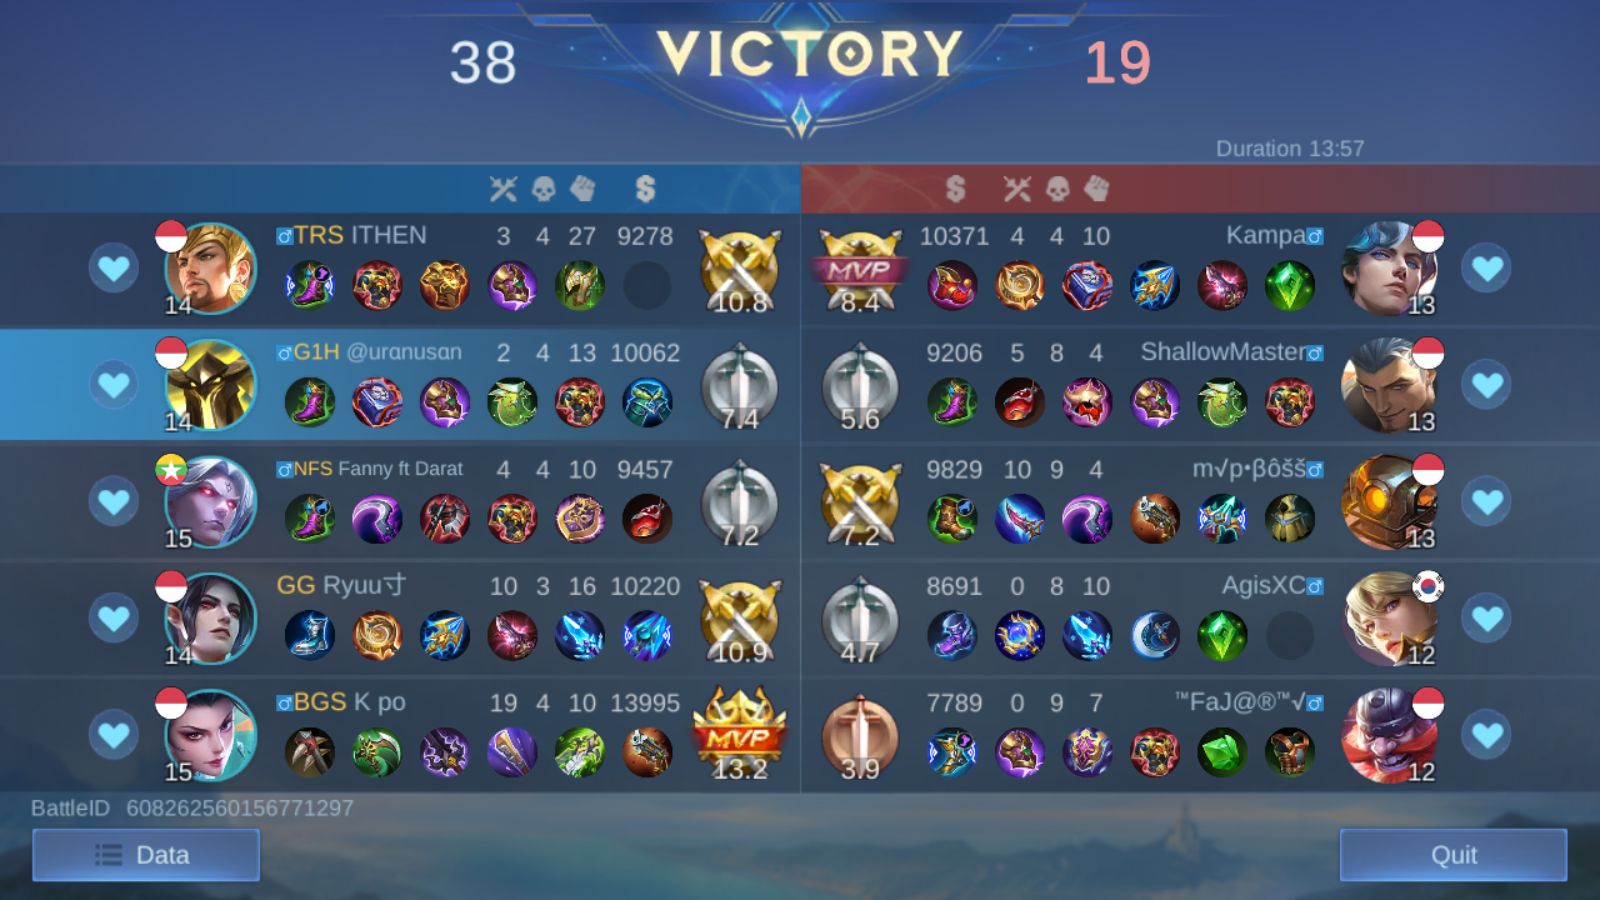 38 VICTORY 19
Duration 13:57
TRS ITHEN 3 4 27 9278
14 10.8
10371 4 4 10 Kampa
MVP 8.4 13
G1H @urαnusαn 2 4 13 10062
14 7.4
9206 5 8 4 ShallowMaster
5.6 13
NFS Fanny ft Darat 4 4 10 9457
15 7.2
9829 10 9 4 m√p•βôšš
7.2 13
GG Ryuu寸 10 3 16 10220
14 10.9
8691 0 8 10 AgisXC
4.7 12
BGS K po 19 4 10 13995
15 MVP 13.2
7789 0 9 7 ™FaJ@®™√
3.9 12
BattleID 608262560156771297
Data
Quit